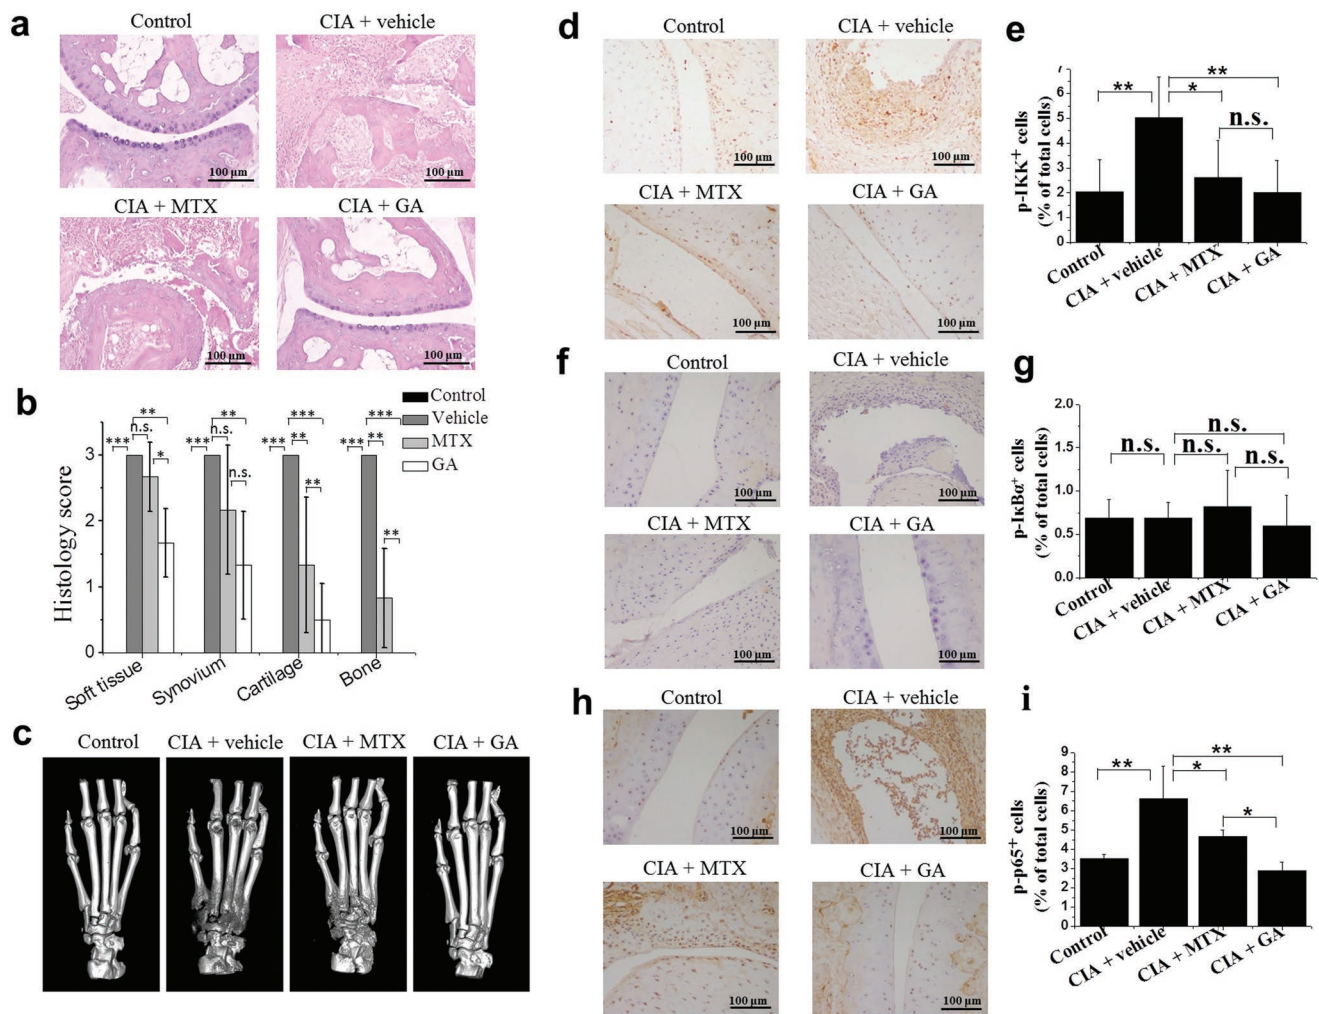 a
Control
CIA + vehicle
100 µm
100 µm
CIA + MTX
CIA + GA
100 µm
100 µm
b
Control
Vehicle
MTX
GA
Histology score
3
2
1
0
***
n.s.
**
*
***
n.s.
**
n.s.
***
**
***
**
***
**
***
**
Soft tissue
Synovium
Cartilage
Bone
c
Control
CIA + vehicle
CIA + MTX
CIA + GA
d
Control
CIA + vehicle
100 µm
100 µm
CIA + MTX
CIA + GA
100 µm
100 µm
e
p-IKK+ cells
(% of total cells)
7
6
5
4
3
2
1
0
**
**
*
n.s.
Control
CIA + vehicle
CIA + MTX
CIA + GA
f
Control
CIA + vehicle
100 µm
100 µm
CIA + MTX
CIA + GA
100 µm
100 µm
g
p-IκBα+ cells
(% of total cells)
2.0
1.5
1.0
0.5
0.0
n.s.
n.s.
n.s.
n.s.
Control
CIA + vehicle
CIA + MTX
CIA + GA
h
Control
CIA + vehicle
100 µm
100 µm
CIA + MTX
CIA + GA
100 µm
100 µm
i
p-p65+ cells
(% of total cells)
9
8
7
6
5
4
3
2
1
0
**
**
*
*
Control
CIA + vehicle
CIA + MTX
CIA + GA